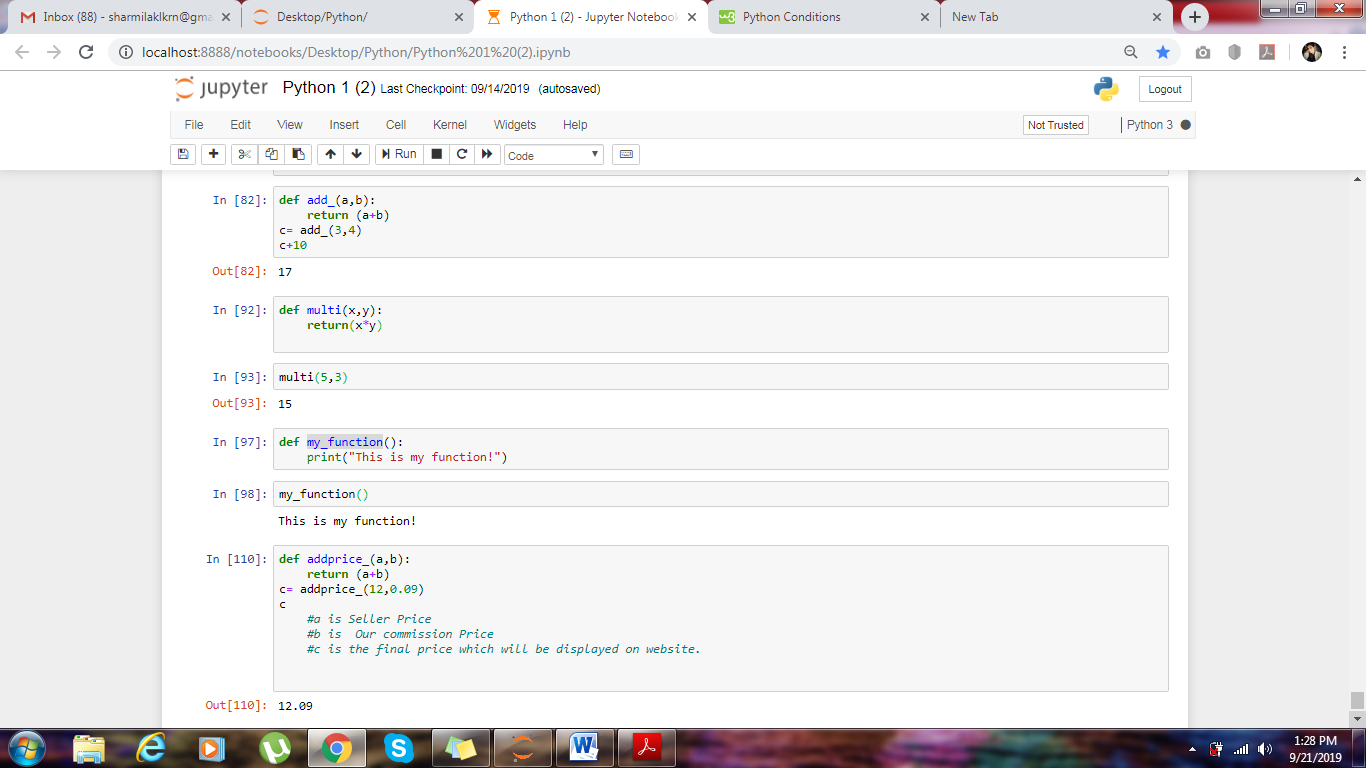 Inbox (88) - sharmilaklkrn@gma
Desktop/Python/
Python 1 (2) - Jupyter Notebook
Python Conditions
New Tab
localhost:8888/notebooks/Desktop/Python/Python%201%20(2).ipynb
jupyter Python 1 (2) Last Checkpoint: 09/14/2019 (autosaved)
Logout
File Edit View Insert Cell Kernel Widgets Help
Not Trusted
Python 3
Run
Code
In [82]: def add_(a,b):
    return (a+b)
c= add_(3,4)
c+10
Out[82]: 17
In [92]: def multi(x,y):
    return(x*y)
In [93]: multi(5,3)
Out[93]: 15
In [97]: def my_function():
    print("This is my function!")
In [98]: my_function()
This is my function!
In [110]: def addprice_(a,b):
    return (a+b)
c= addprice_(12,0.09)
c
    #a is Seller Price
    #b is  Our commission Price
    #c is the final price which will be displayed on website.
Out[110]: 12.09
1:28 PM
9/21/2019